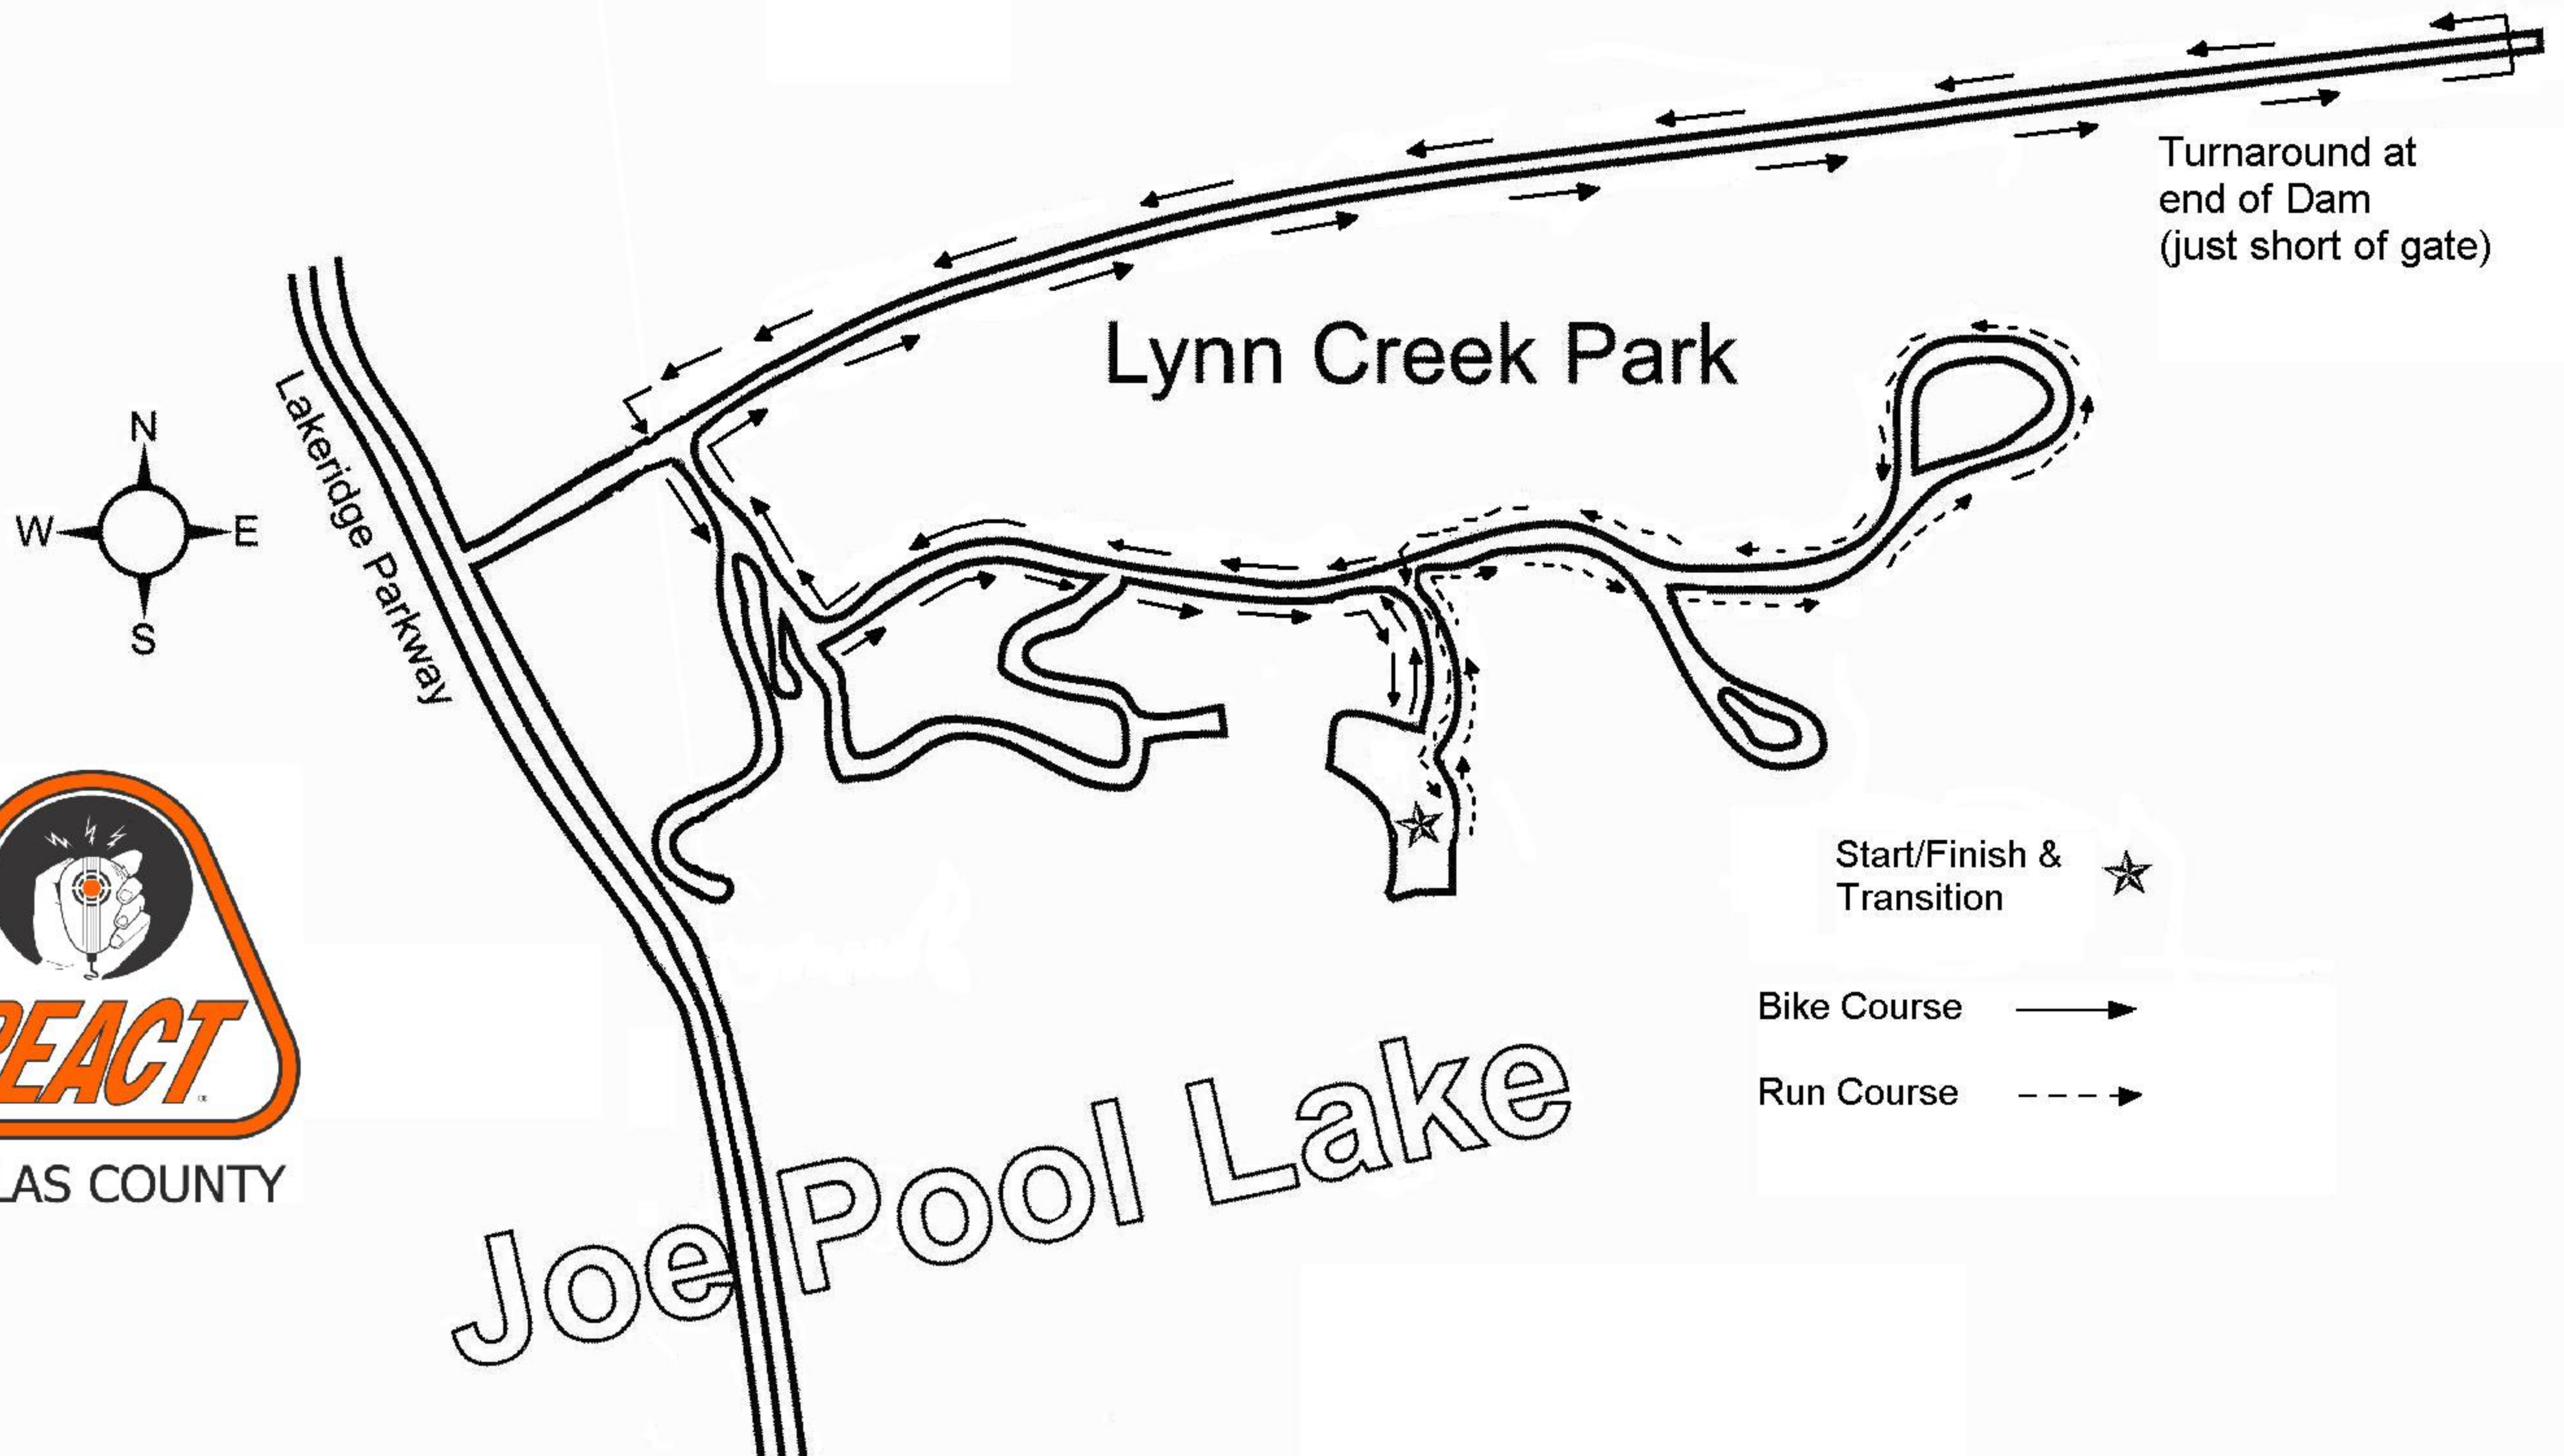 Turnaround at
end of Dam
(just short of gate)
Lynn Creek Park
Lakeridge Parkway
N
W
E
S
Start/Finish &
Transition
EACT
LAS COUNTY
Bike Course
Run Course
Joe Pool Lake